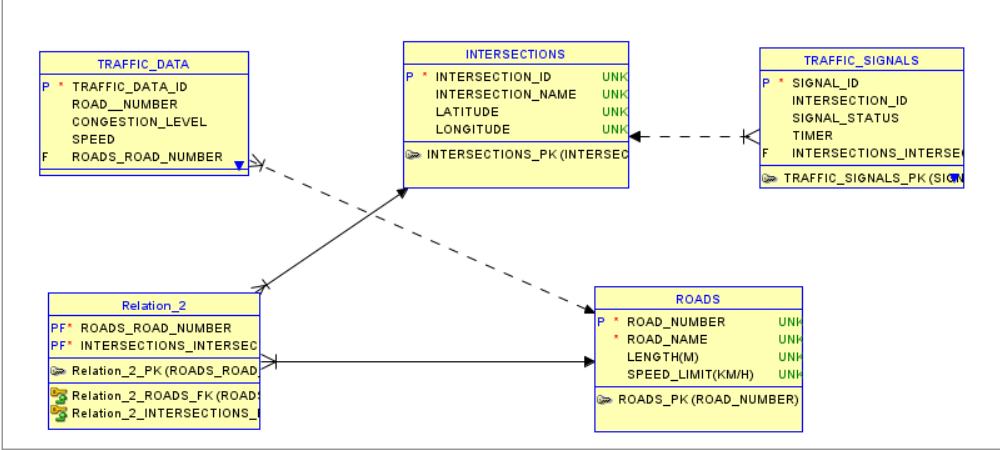 TRAFFIC_DATA
P * TRAFFIC_DATA_ID
ROAD__NUMBER
CONGESTION_LEVEL
SPEED
F ROADS_ROAD_NUMBER
INTERSECTIONS
P * INTERSECTION_ID UNK
INTERSECTION_NAME UNK
LATITUDE UNK
LONGITUDE UNK
INTERSECTIONS_PK (INTERSEC
TRAFFIC_SIGNALS
P * SIGNAL_ID
INTERSECTION_ID
SIGNAL_STATUS
TIMER
F INTERSECTIONS_INTERSE
TRAFFIC_SIGNALS_PK (SIGN
Relation_2
PF* ROADS_ROAD_NUMBER
PF* INTERSECTIONS_INTERSEC
Relation_2_PK (ROADS_ROAD_
Relation_2_ROADS_FK (ROADS
Relation_2_INTERSECTIONS_
ROADS
P * ROAD_NUMBER UNK
* ROAD_NAME UNK
LENGTH(M) UNK
SPEED_LIMIT(KM/H) UNK
ROADS_PK (ROAD_NUMBER)